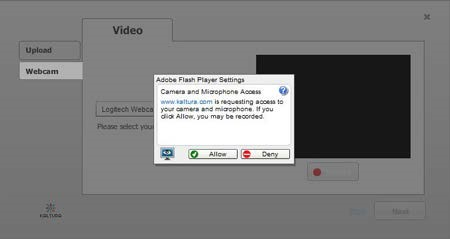 Video
Upload
Webcam
Adobe Flash Player Settings
Camera and Microphone Access
www.kaltura.com is requesting access to
your camera and microphone. If you
click Allow, you may be recorded.
Logitech Webca
Please select your
Allow
Deny
KALTURA
Next